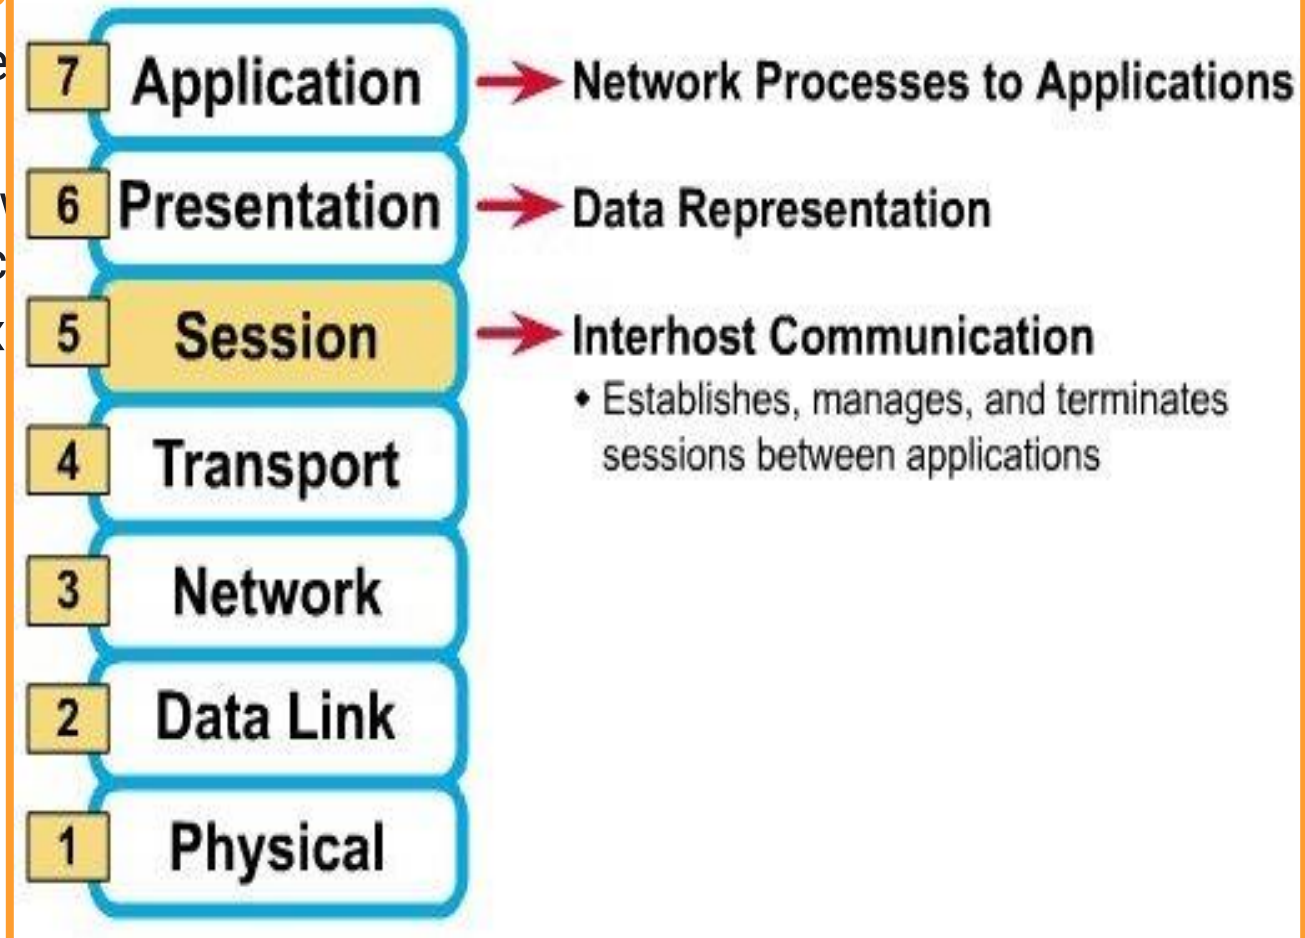 7 Application → Network Processes to Applications
6 Presentation → Data Representation
5 Session → Interhost Communication
◆ Establishes, manages, and terminates
sessions between applications
4 Transport
3 Network
2 Data Link
1 Physical